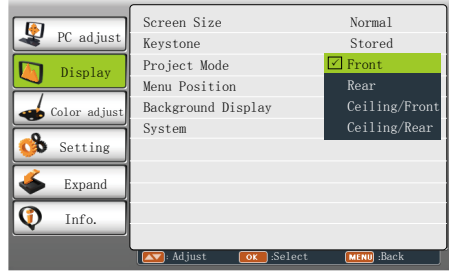 PC adjust
Display
Color adjust
Setting
Expand
Info.
Screen Size Normal
Keystone Stored
Project Mode Front
Menu Position Rear
Background Display Ceiling/Front
System Ceiling/Rear
: Adjust OK :Select MENU :Back